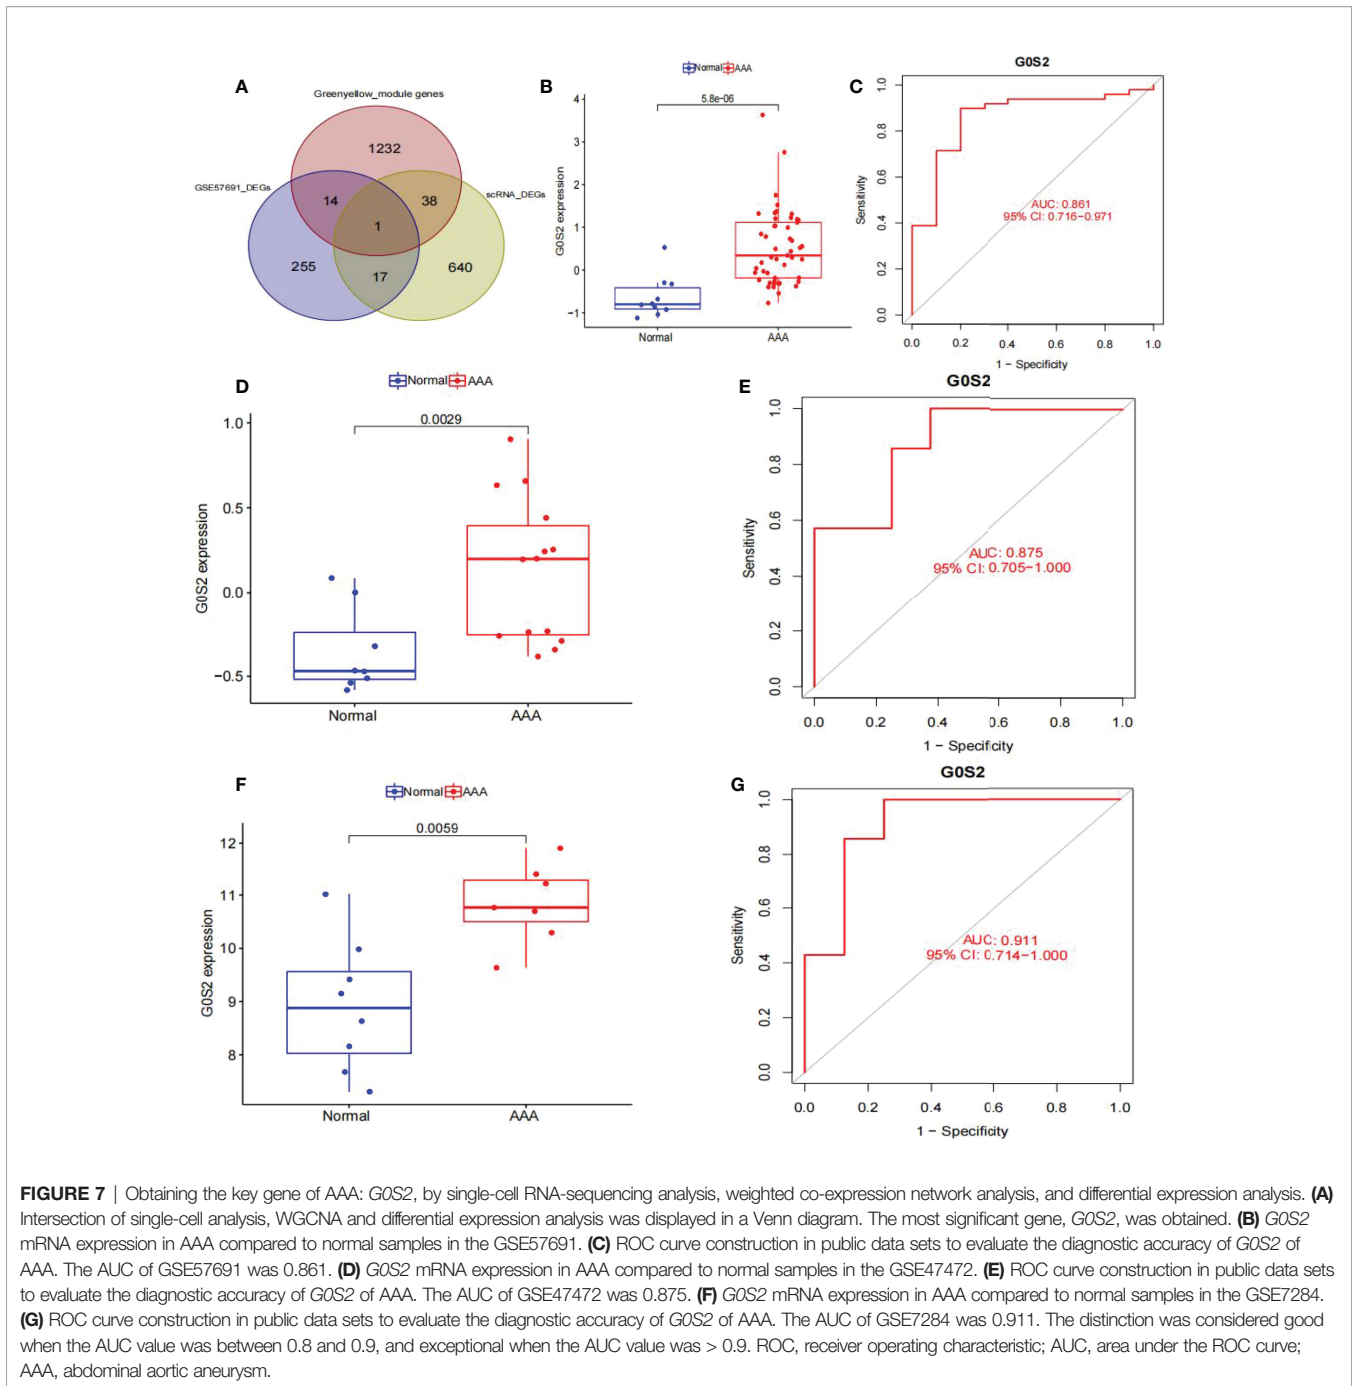 A
Greenyellow_module genes
1232
GSE57691_DEGs
scRNA_DEGs
14
38
1
255
17
640
B
Normal AAA
5.8e-06
4
3
2
1
0
−1
G0S2 expression
Normal AAA
C
G0S2
1.0
0.8
0.6
0.4
0.2
0.0
Sensitivity
AUC: 0.861
95% CI: 0.716−0.971
0.0 0.2 0.4 0.6 0.8 1.0
1 − Specificity
D
Normal AAA
0.0029
1.0
0.5
0.0
−0.5
G0S2 expression
Normal AAA
E
G0S2
1.0
0.8
0.6
0.4
0.2
0.0
Sensitivity
AUC: 0.875
95% CI: 0.705−1.000
0.0 0.2 0.4 0.6 0.8 1.0
1 − Specificity
F
Normal AAA
0.0059
12
11
10
9
8
G0S2 expression
Normal AAA
G
G0S2
1.0
0.8
0.6
0.4
0.2
0.0
Sensitivity
AUC: 0.911
95% CI: 0.714−1.000
0.0 0.2 0.4 0.6 0.8 1.0
1 − Specificity
FIGURE 7 | Obtaining the key gene of AAA: G0S2, by single-cell RNA-sequencing analysis, weighted co-expression network analysis, and differential expression analysis. (A)
Intersection of single-cell analysis, WGCNA and differential expression analysis was displayed in a Venn diagram. The most significant gene, G0S2, was obtained. (B) G0S2
mRNA expression in AAA compared to normal samples in the GSE57691. (C) ROC curve construction in public data sets to evaluate the diagnostic accuracy of G0S2 of
AAA. The AUC of GSE57691 was 0.861. (D) G0S2 mRNA expression in AAA compared to normal samples in the GSE47472. (E) ROC curve construction in public data sets
to evaluate the diagnostic accuracy of G0S2 of AAA. The AUC of GSE47472 was 0.875. (F) G0S2 mRNA expression in AAA compared to normal samples in the GSE7284.
(G) ROC curve construction in public data sets to evaluate the diagnostic accuracy of G0S2 of AAA. The AUC of GSE7284 was 0.911. The distinction was considered good
when the AUC value was between 0.8 and 0.9, and exceptional when the AUC value was > 0.9. ROC, receiver operating characteristic; AUC, area under the ROC curve;
AAA, abdominal aortic aneurysm.